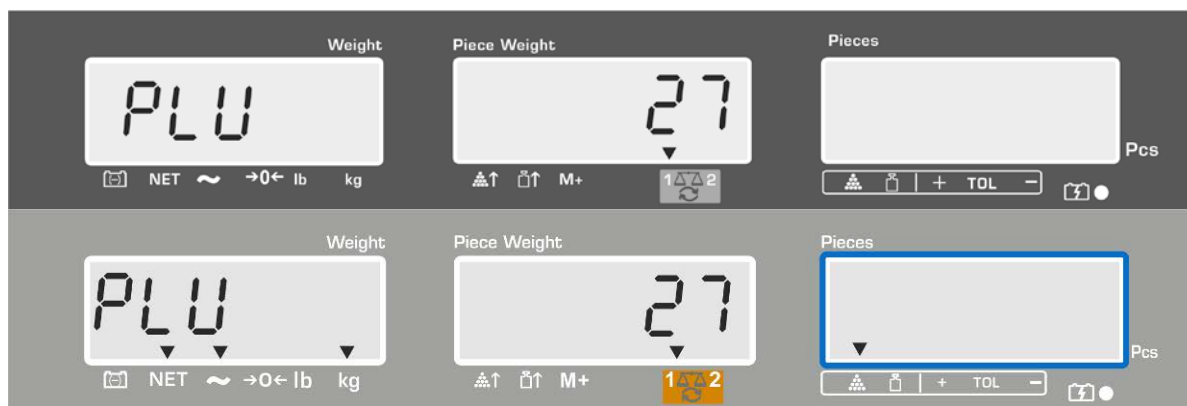 Weight Piece Weight Pieces
PLU 27
Pcs
NET →0← lb kg M+ 1 2 + TOL −
Weight Piece Weight Pieces
PLU 27
Pcs
NET →0← lb kg M+ 1 2 + TOL −